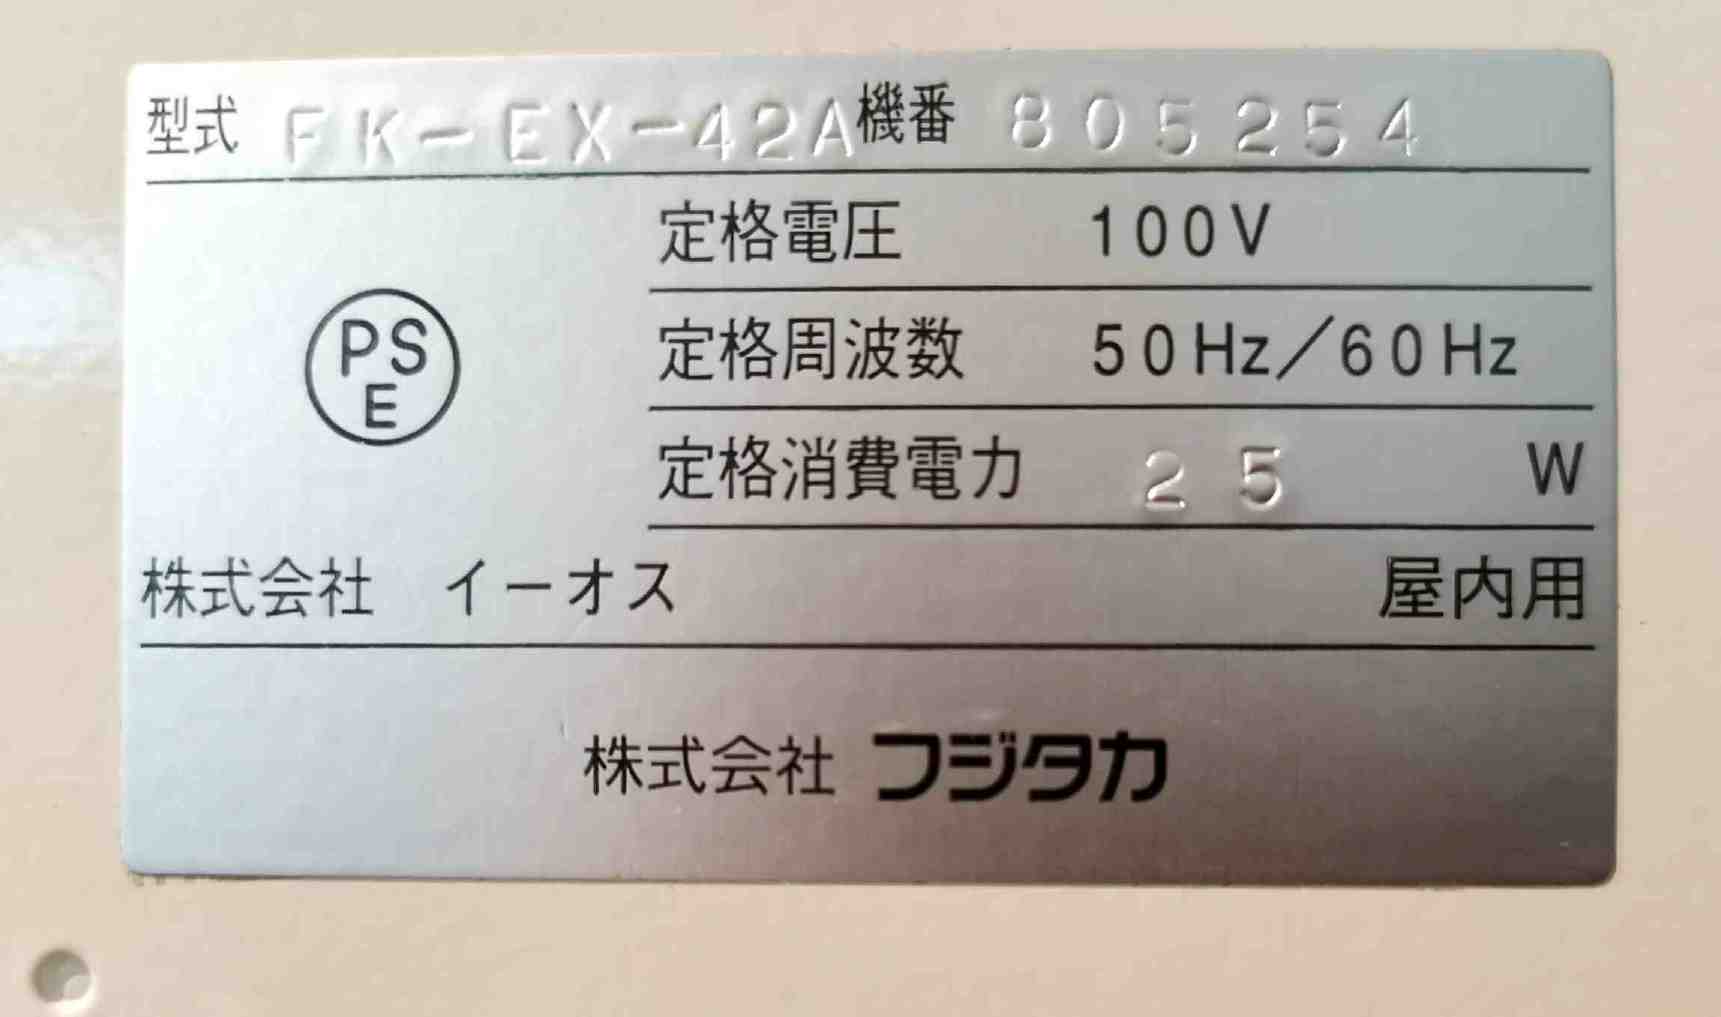 型式 FK-EX-42A 機番 805254
定格電圧 100V
PSE
定格周波数 50Hz/60Hz
定格消費電力 25 W
株式会社 イーオス 屋内用
株式会社 フジタカ